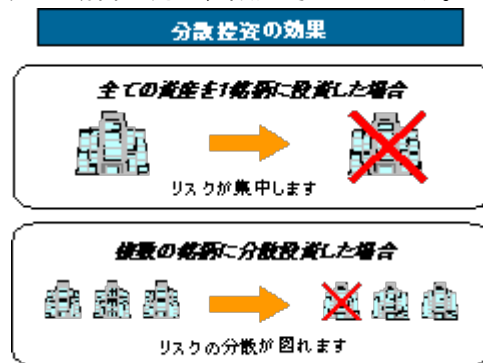 分散投資の効果
全ての資産を1銘柄に投資した場合
リスクが集中します
複数の銘柄に分散投資した場合
リスクの分散が図れます